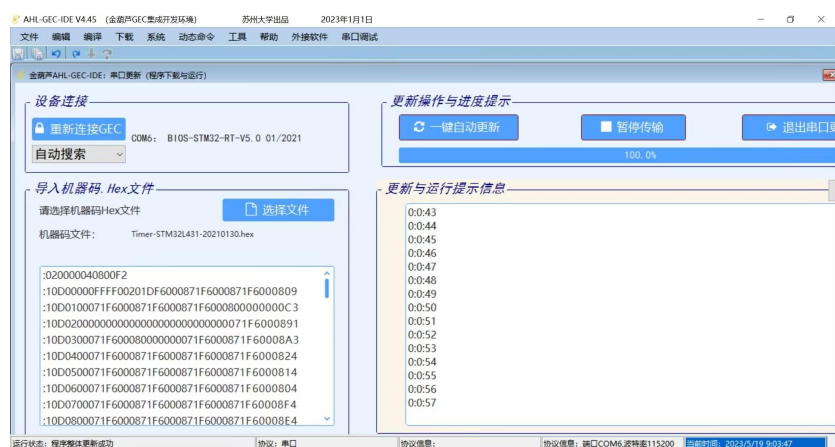 AHL-GEC-IDE V4.45 (金葫芦GEC集成开发环境) 苏州大学出品 2023年1月1日
文件 编辑 编译 下载 系统 动态命令 工具 帮助 外接软件 串口调试
金葫芦AHL-GEC-IDE:串口更新(程序下载与运行)
设备连接
重新连接GEC
COM6: BIOS-STM32-RT-V5.0 01/2021
自动搜索
导入机器码.Hex文件
请选择机器码Hex文件
选择文件
机器码文件: Timer-STM32L431-20210130.hex
:020000040800F2
:10D00000FFFF00201DF6000871F6000871F6000809
:10D0100071F6000871F6000871F6000800000000C3
:10D0200000000000000000000000000071F6000891
:10D0300071F600080000000071F6000871F60008A3
:10D0400071F6000871F6000871F6000871F6000824
:10D0500071F6000871F6000871F6000871F6000814
:10D0600071F6000871F6000871F6000871F6000804
:10D0700071F6000871F6000871F6000871F60008F4
:10D0800071F6000871F6000871F6000871F60008E4
更新操作与进度提示
一键自动更新
暂停传输
退出串口更
100.0%
更新与运行提示信息
0:0:43
0:0:44
0:0:45
0:0:46
0:0:47
0:0:48
0:0:49
0:0:50
0:0:51
0:0:52
0:0:53
0:0:54
0:0:55
0:0:56
0:0:57
运行状态:程序整体更新成功 协议:串口 协议信息: 协议信息:端口COM6,波特率115200 当前时间:2023/5/19 9:03:47